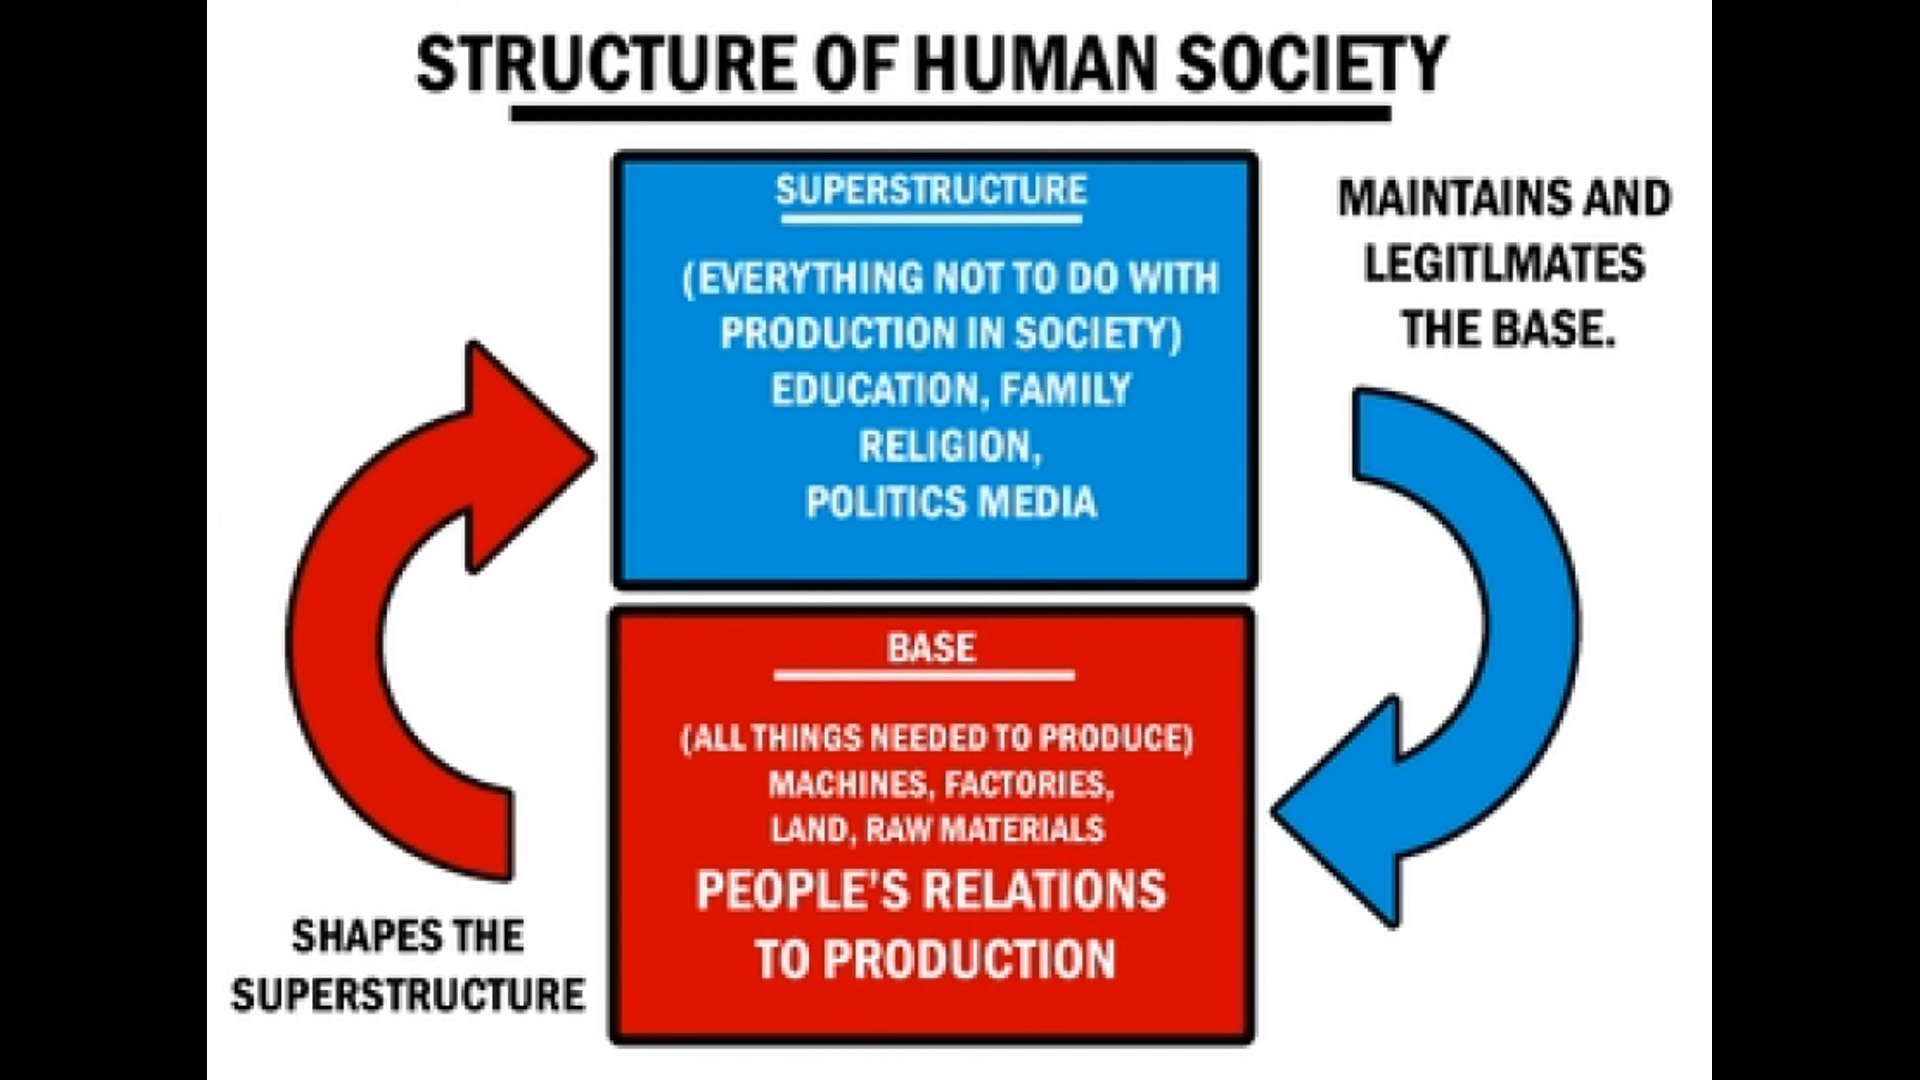 STRUCTURE OF HUMAN SOCIETY
SUPERSTRUCTURE
(EVERYTHING NOT TO DO WITH
PRODUCTION IN SOCIETY)
EDUCATION, FAMILY
RELIGION,
POLITICS MEDIA
MAINTAINS AND
LEGITLMATES
THE BASE.
BASE
(ALL THINGS NEEDED TO PRODUCE)
MACHINES, FACTORIES,
LAND, RAW MATERIALS
PEOPLE'S RELATIONS
TO PRODUCTION
SHAPES THE
SUPERSTRUCTURE